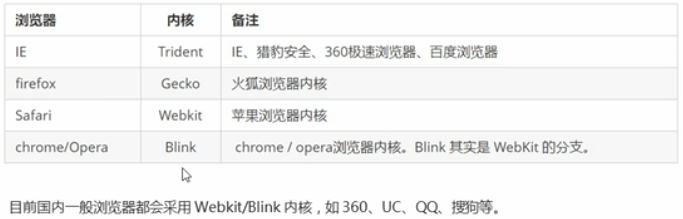 浏览器 内核 备注
IE Trident IE、猎豹安全、360极速浏览器、百度浏览器
firefox Gecko 火狐浏览器内核
Safari Webkit 苹果浏览器内核
chrome/Opera Blink chrome / opera浏览器内核。Blink 其实是 WebKit 的分支。
目前国内一般浏览器都会采用 Webkit/Blink 内核，如 360、UC、QQ、搜狗等。